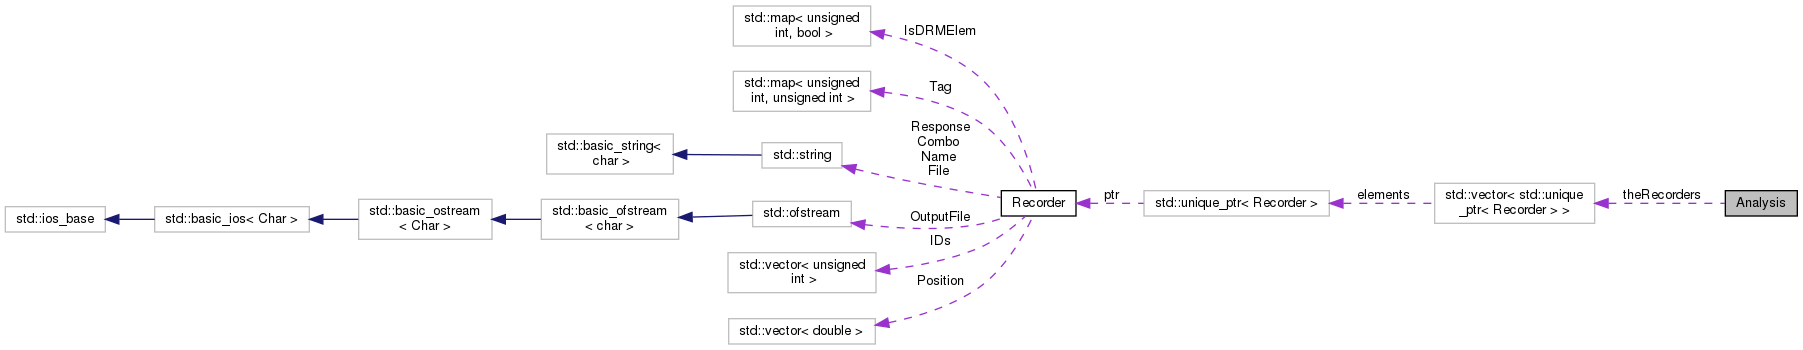 std::map< unsigned
int, bool >
IsDRMElem
std::map< unsigned
int, unsigned int >
Tag
Response
Combo
Name
File
std::basic_string<
char >
std::string
std::ios_base
std::basic_ios< Char >
std::basic_ostream
< Char >
std::basic_ofstream
< char >
std::ofstream
OutputFile
Recorder
ptr
std::unique_ptr< Recorder >
elements
std::vector< std::unique
_ptr< Recorder > >
theRecorders
Analysis
IDs
std::vector< unsigned
int >
Position
std::vector< double >